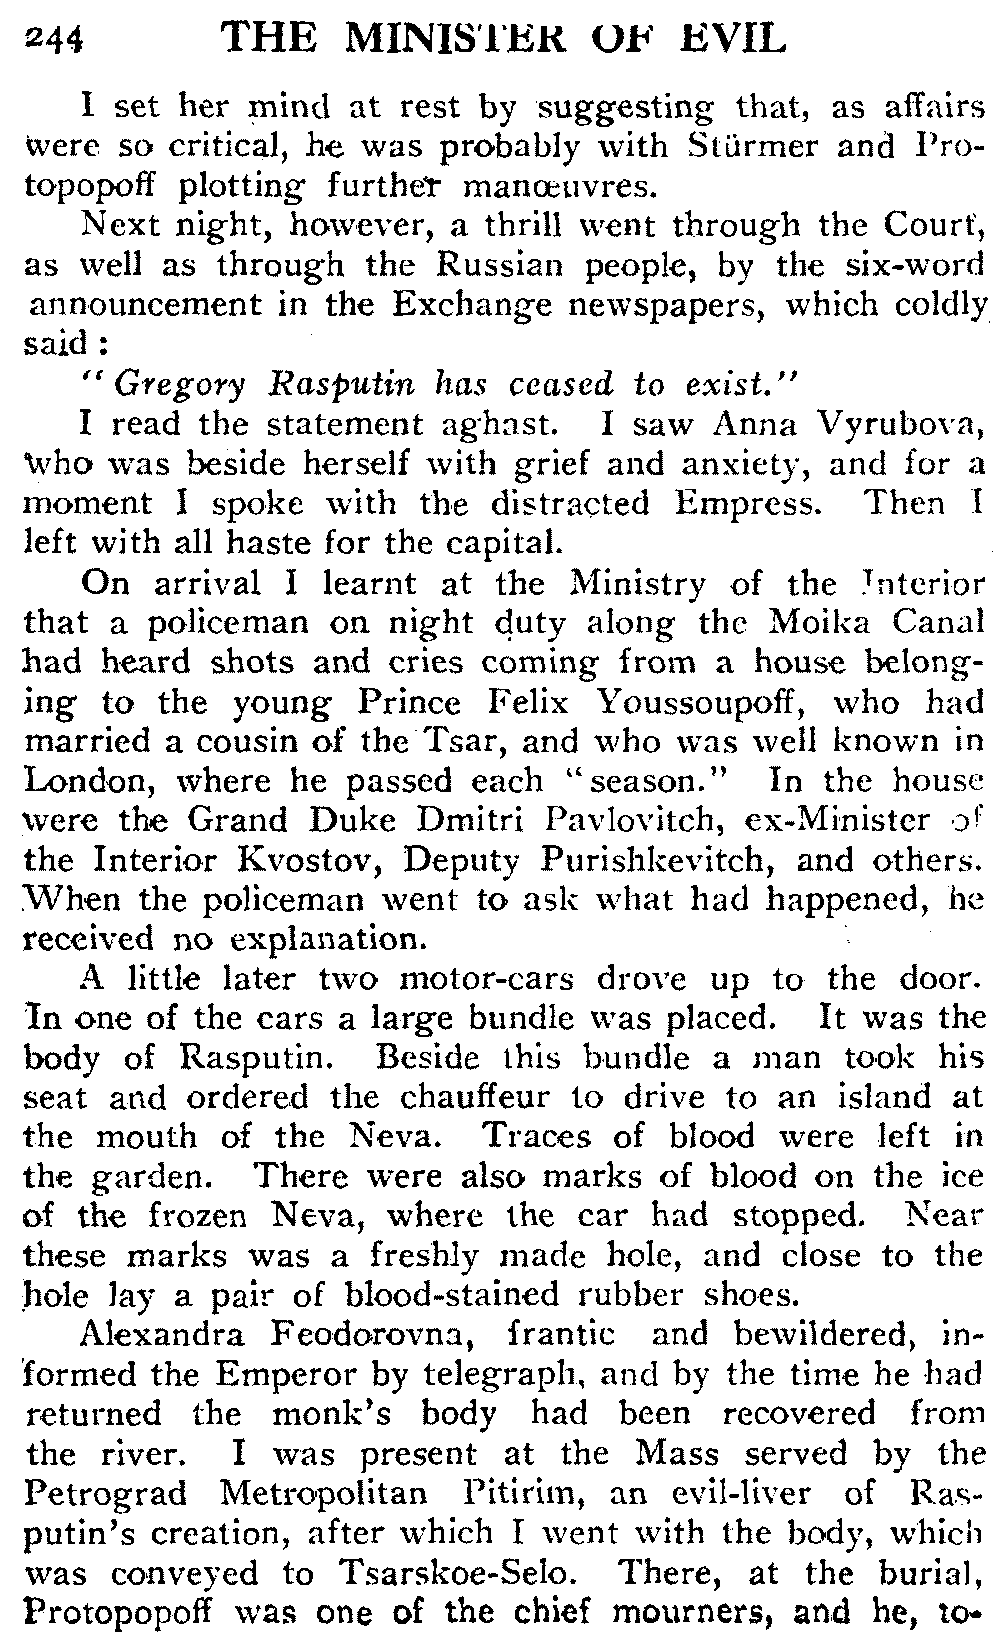 244 THE MINISTER OF EVIL
I set her mind at rest by suggesting that, as affairs
were so critical, he was probably with Stürmer and Pro-
topopoff plotting further manœuvres.
Next night, however, a thrill went through the Court,
as well as through the Russian people, by the six-word
announcement in the Exchange newspapers, which coldly
said :
"Gregory Rasputin has ceased to exist."
I read the statement aghast. I saw Anna Vyrubova,
who was beside herself with grief and anxiety, and for a
moment I spoke with the distracted Empress. Then I
left with all haste for the capital.
On arrival I learnt at the Ministry of the Interior
that a policeman on night duty along the Moika Canal
had heard shots and cries coming from a house belong-
ing to the young Prince Felix Youssoupoff, who had
married a cousin of the Tsar, and who was well known in
London, where he passed each "season." In the house
were the Grand Duke Dmitri Pavlovitch, ex-Minister of
the Interior Kvostov, Deputy Purishkevitch, and others.
When the policeman went to ask what had happened, he
received no explanation.
A little later two motor-cars drove up to the door.
In one of the cars a large bundle was placed. It was the
body of Rasputin. Beside this bundle a man took his
seat and ordered the chauffeur to drive to an island at
the mouth of the Neva. Traces of blood were left in
the garden. There were also marks of blood on the ice
of the frozen Neva, where the car had stopped. Near
these marks was a freshly made hole, and close to the
hole lay a pair of blood-stained rubber shoes.
Alexandra Feodorovna, frantic and bewildered, in-
formed the Emperor by telegraph, and by the time he had
returned the monk's body had been recovered from
the river. I was present at the Mass served by the
Petrograd Metropolitan Pitirim, an evil-liver of Ras-
putin's creation, after which I went with the body, which
was conveyed to Tsarskoe-Selo. There, at the burial,
Protopopoff was one of the chief mourners, and he, to-